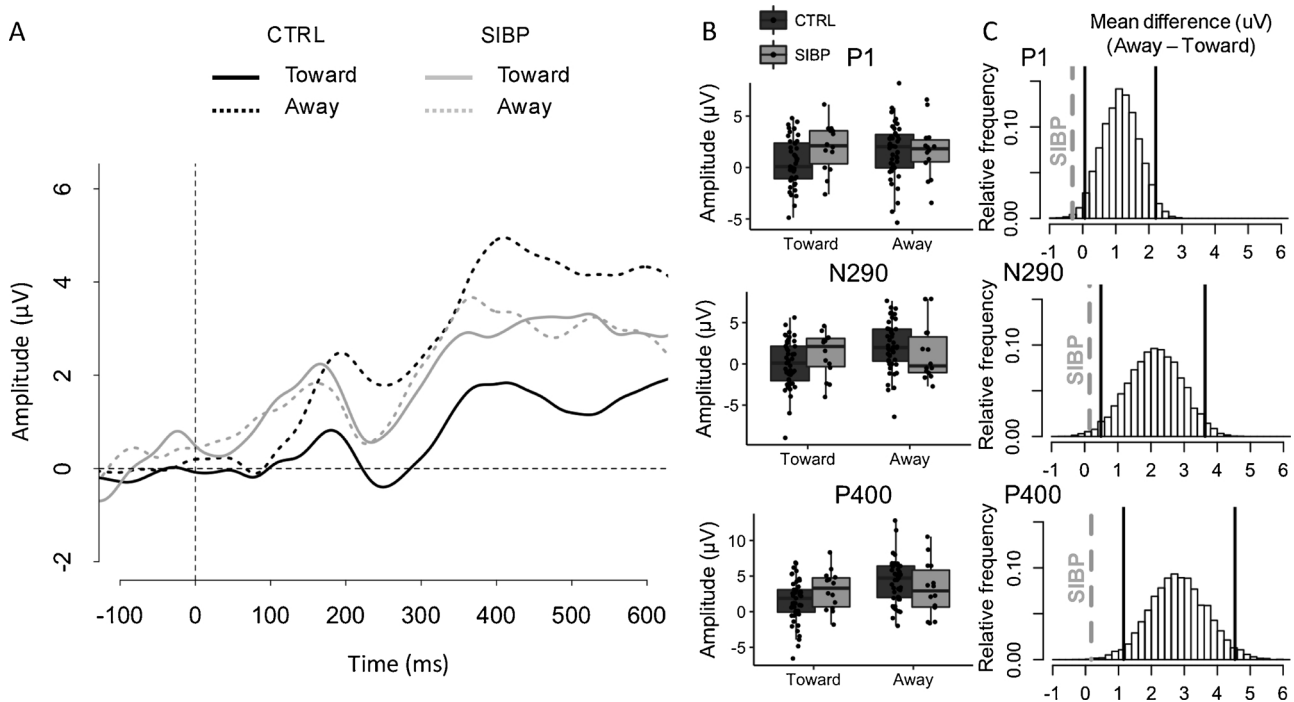 A
CTRL
SIBP
Toward
Toward
Away
Away
Amplitude (µV)
6
4
2
0
-2
-100
0
100
200
300
400
500
600
Time (ms)
B
CTRL
SIBP
P1
Amplitude (µV)
5
0
-5
Toward
Away
N290
Amplitude (µV)
5
0
-5
Toward
Away
P400
Amplitude (µV)
10
5
0
-5
Toward
Away
C
Mean difference (uV)
(Away – Toward)
P1
SIBP
Relative frequency
0.10
0.00
-1 0 1 2 3 4 5 6
N290
SIBP
Relative frequency
0.10
0.00
-1 0 1 2 3 4 5 6
P400
SIBP
Relative frequency
0.10
0.00
-1 0 1 2 3 4 5 6